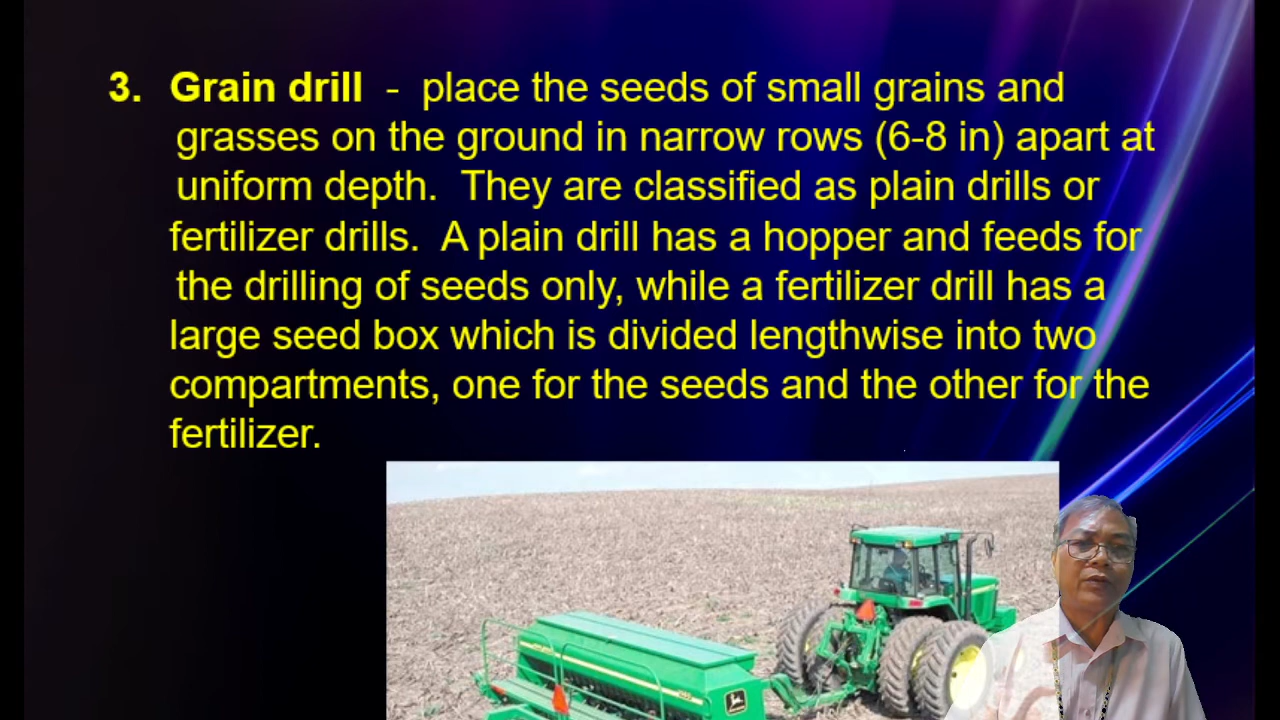 3. Grain drill - place the seeds of small grains and
grasses on the ground in narrow rows (6-8 in) apart at
uniform depth. They are classified as plain drills or
fertilizer drills. A plain drill has a hopper and feeds for
the drilling of seeds only, while a fertilizer drill has a
large seed box which is divided lengthwise into two
compartments, one for the seeds and the other for the
fertilizer.